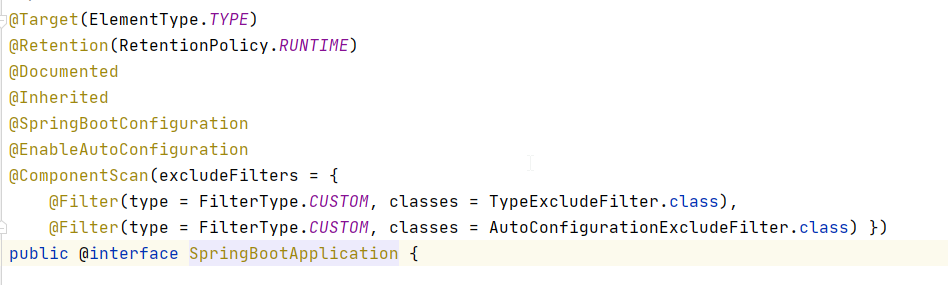 @Target(ElementType.TYPE)
@Retention(RetentionPolicy.RUNTIME)
@Documented
@Inherited
@SpringBootConfiguration
@EnableAutoConfiguration
@ComponentScan(excludeFilters = {
    @Filter(type = FilterType.CUSTOM, classes = TypeExcludeFilter.class),
    @Filter(type = FilterType.CUSTOM, classes = AutoConfigurationExcludeFilter.class) })
public @interface SpringBootApplication {